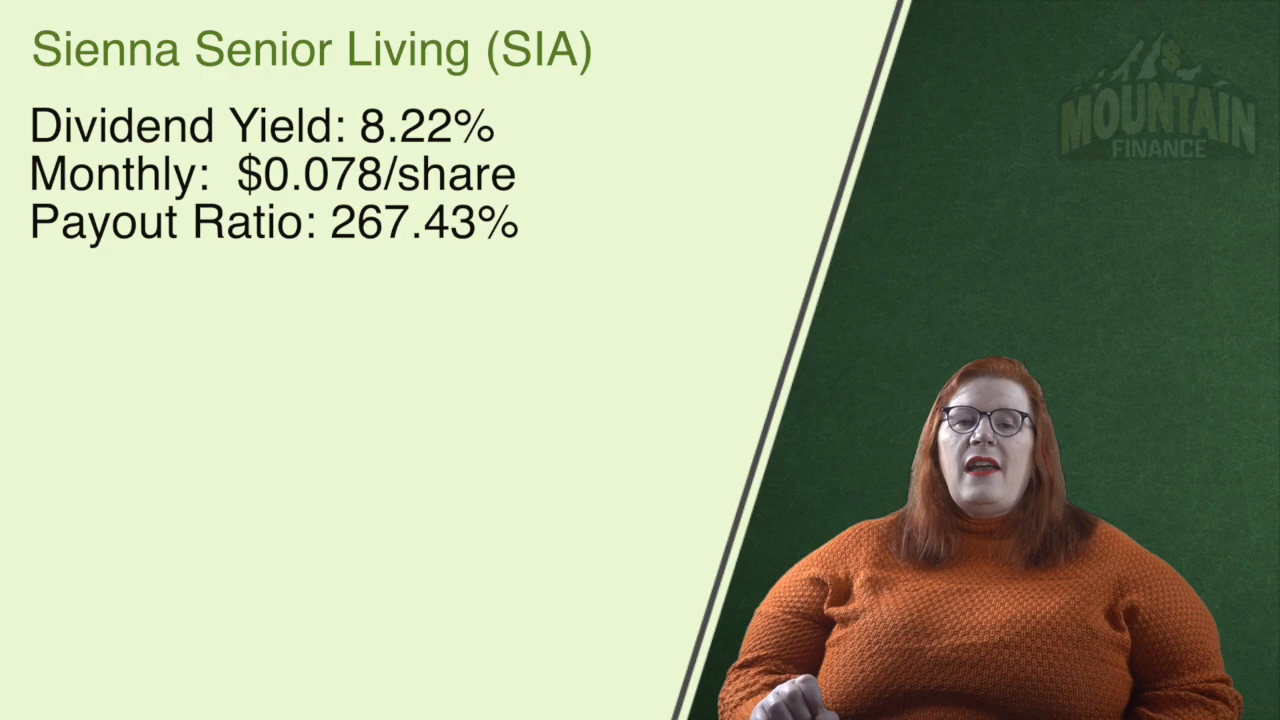 Sienna Senior Living (SIA)
Dividend Yield: 8.22%
Monthly: $0.078/share
Payout Ratio: 267.43%
$
MOUNTAIN
FINANCE